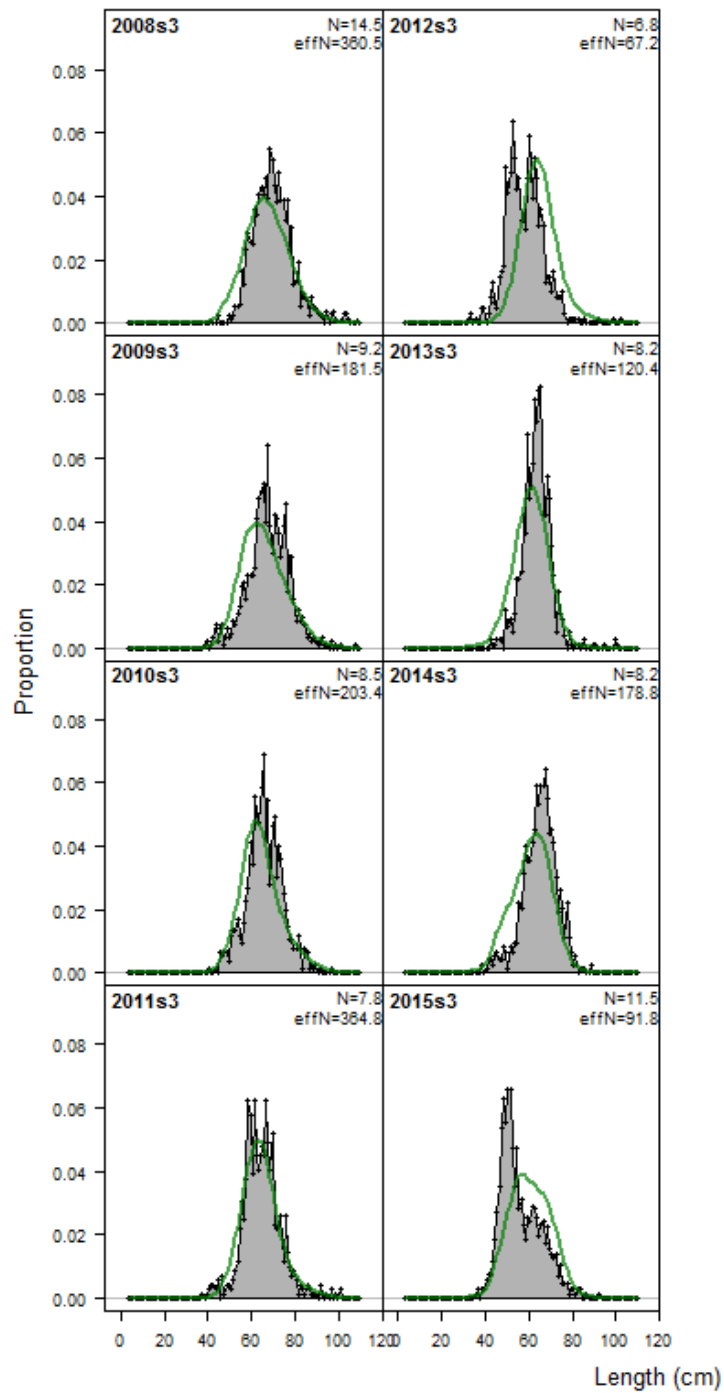 2008s3
N=14.5
effN=360.5
2012s3
N=6.8
effN=67.2
0.08
0.06
0.04
0.02
0.00
2009s3
N=9.2
effN=181.5
2013s3
N=8.2
effN=120.4
0.08
0.06
0.04
0.02
0.00
Proportion
2010s3
N=8.5
effN=203.4
2014s3
N=8.2
effN=178.8
0.08
0.06
0.04
0.02
0.00
2011s3
N=7.8
effN=364.8
2015s3
N=11.5
effN=91.8
0.08
0.06
0.04
0.02
0.00
0 20 40 60 80 100 120 0 20 40 60 80 100 120
Length (cm)